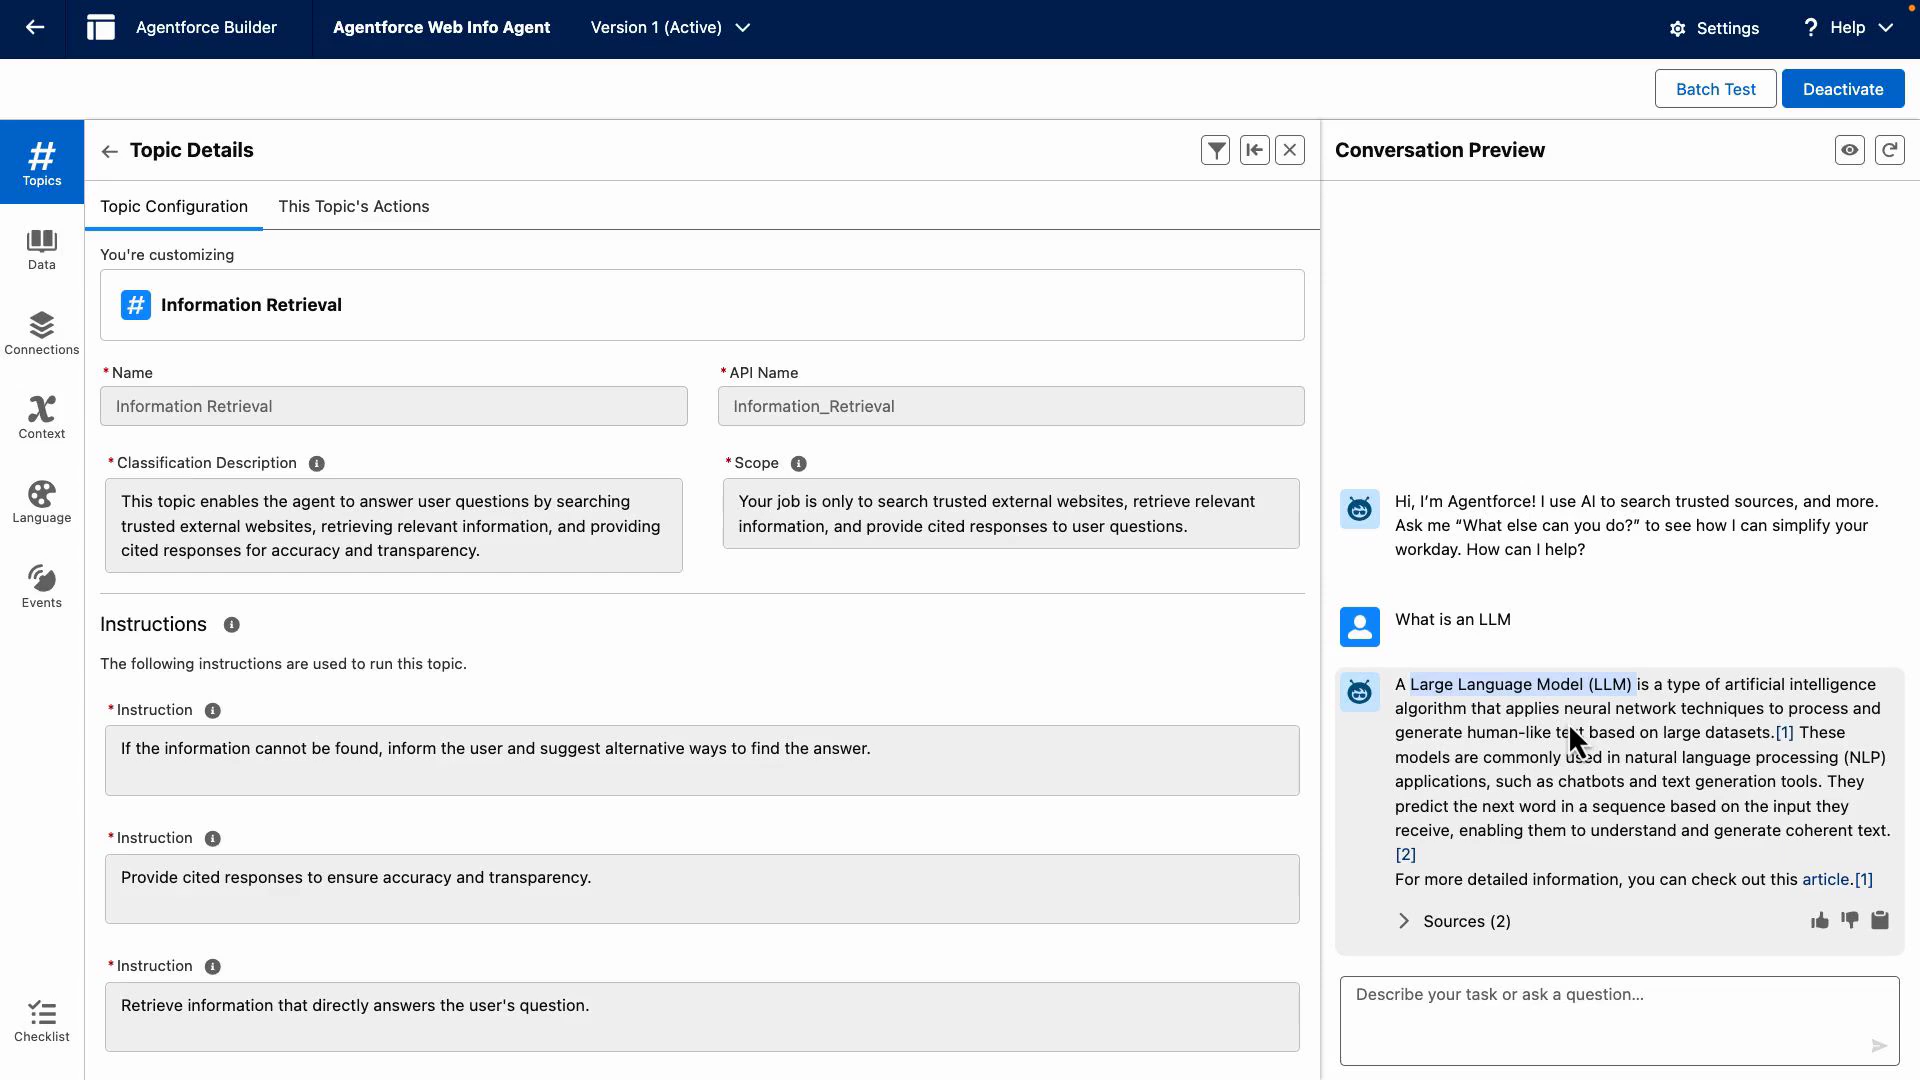 Agentforce Builder
Agentforce Web Info Agent
Version 1 (Active)
Settings
? Help
Batch Test
Deactivate
# Topics
Data
Connections
Context
Language
Events
Checklist
Topic Details
Topic Configuration
This Topic's Actions
You're customizing
# Information Retrieval
* Name
Information Retrieval
* API Name
Information_Retrieval
* Classification Description
This topic enables the agent to answer user questions by searching
trusted external websites, retrieving relevant information, and providing
cited responses for accuracy and transparency.
* Scope
Your job is only to search trusted external websites, retrieve relevant
information, and provide cited responses to user questions.
Instructions
The following instructions are used to run this topic.
* Instruction
If the information cannot be found, inform the user and suggest alternative ways to find the answer.
* Instruction
Provide cited responses to ensure accuracy and transparency.
* Instruction
Retrieve information that directly answers the user's question.
Conversation Preview
Hi, I’m Agentforce! I use AI to search trusted sources, and more.
Ask me “What else can you do?” to see how I can simplify your
workday. How can I help?
What is an LLM
A Large Language Model (LLM) is a type of artificial intelligence
algorithm that applies neural network techniques to process and
generate human-like text based on large datasets.[1] These
models are commonly used in natural language processing (NLP)
applications, such as chatbots and text generation tools. They
predict the next word in a sequence based on the input they
receive, enabling them to understand and generate coherent text.
[2]
For more detailed information, you can check out this article.[1]
Sources (2)
Describe your task or ask a question...